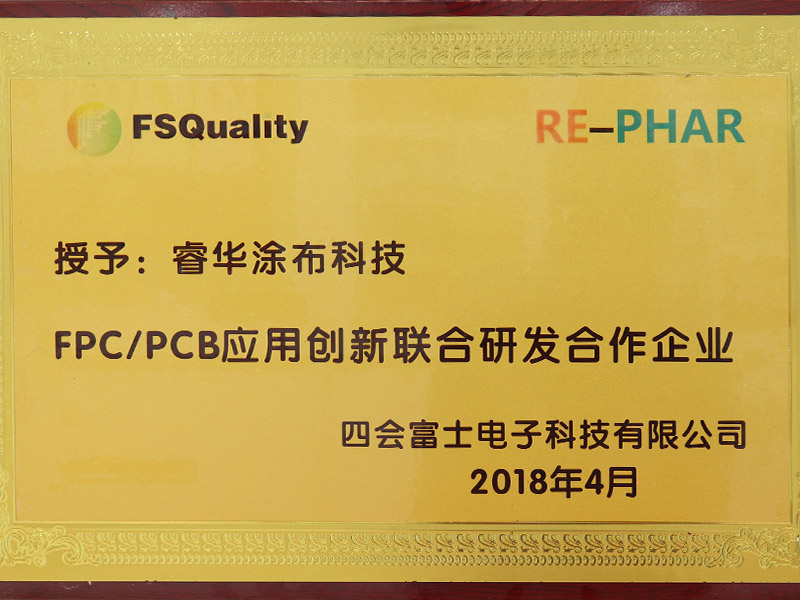 FSQuality
RE-PHAR
授予：睿华涂布科技
FPC/PCB应用创新联合研发合作企业
四会富士电子科技有限公司
2018年4月